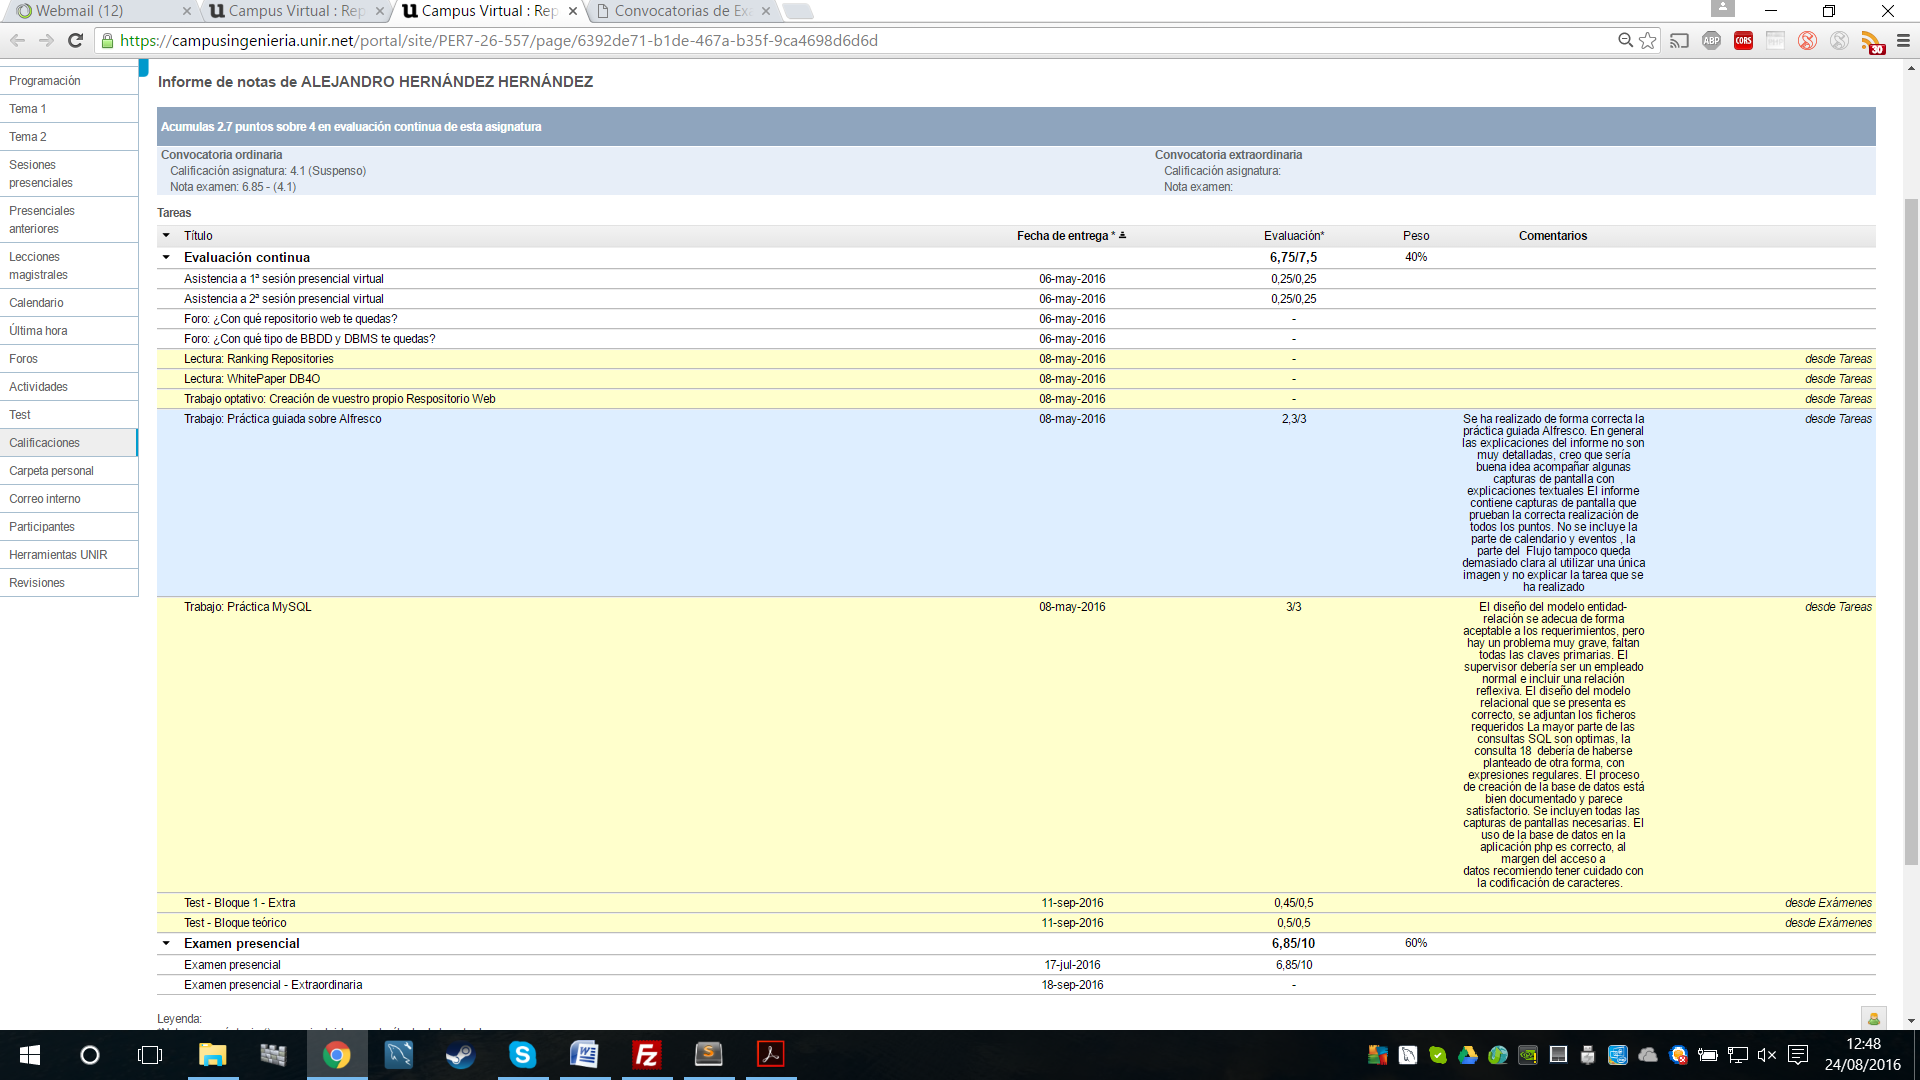 Webmail (12)
Campus Virtual : Rep
Campus Virtual : Rep
Convocatorias de Exá
https://campusingenieria.unir.net/portal/site/PER7-26-557/page/6392de71-b1de-467a-b35f-9ca4698d6d6d
ABP
CORS
30
Programación
Tema 1
Tema 2
Sesiones
presenciales
Presenciales
anteriores
Lecciones
magistrales
Calendario
Última hora
Foros
Actividades
Test
Calificaciones
Carpeta personal
Correo interno
Participantes
Herramientas UNIR
Revisiones
Informe de notas de ALEJANDRO HERNÁNDEZ HERNÁNDEZ
Acumulas 2.7 puntos sobre 4 en evaluación continua de esta asignatura
Convocatoria ordinaria
Calificación asignatura: 4.1 (Suspenso)
Nota examen: 6.85 - (4.1)
Convocatoria extraordinaria
Calificación asignatura:
Nota examen:
Tareas
Título Fecha de entrega * Evaluación* Peso Comentarios
Evaluación continua 6,75/7,5 40%
Asistencia a 1ª sesión presencial virtual 06-may-2016 0,25/0,25
Asistencia a 2ª sesión presencial virtual 06-may-2016 0,25/0,25
Foro: ¿Con qué repositorio web te quedas? 06-may-2016 -
Foro: ¿Con qué tipo de BBDD y DBMS te quedas? 06-may-2016 -
Lectura: Ranking Repositories 08-may-2016 - desde Tareas
Lectura: WhitePaper DB4O 08-may-2016 - desde Tareas
Trabajo optativo: Creación de vuestro propio Respositorio Web 08-may-2016 - desde Tareas
Trabajo: Práctica guiada sobre Alfresco 08-may-2016 2,3/3 Se ha realizado de forma correcta la desde Tareas
práctica guiada Alfresco. En general
las explicaciones del informe no son
muy detalladas, creo que sería
buena idea acompañar algunas
capturas de pantalla con
explicaciones textuales El informe
contiene capturas de pantalla que
prueban la correcta realización de
todos los puntos. No se incluye la
parte de calendario y eventos , la
parte del Flujo tampoco queda
demasiado clara al utilizar una única
imagen y no explicar la tarea que se
ha realizado
Trabajo: Práctica MySQL 08-may-2016 3/3 El diseño del modelo entidad- desde Tareas
relación se adecua de forma
aceptable a los requerimientos, pero
hay un problema muy grave, faltan
todas las claves primarias. El
supervisor debería ser un empleado
normal e incluir una relación
reflexiva. El diseño del modelo
relacional que se presenta es
correcto, se adjuntan los ficheros
requeridos La mayor parte de las
consultas SQL son optimas, la
consulta 18 debería de haberse
planteado de otra forma, con
expresiones regulares. El proceso
de creación de la base de datos está
bien documentado y parece
satisfactorio. Se incluyen todas las
capturas de pantallas necesarias. El
uso de la base de datos en la
aplicación php es correcto, al
margen del acceso a
datos recomiendo tener cuidado con
la codificación de caracteres.
Test - Bloque 1 - Extra 11-sep-2016 0,45/0,5 desde Exámenes
Test - Bloque teórico 11-sep-2016 0,5/0,5 desde Exámenes
Examen presencial 6,85/10 60%
Examen presencial 17-jul-2016 6,85/10
Examen presencial - Extraordinaria 18-sep-2016 -
Leyenda:
12:48
24/08/2016